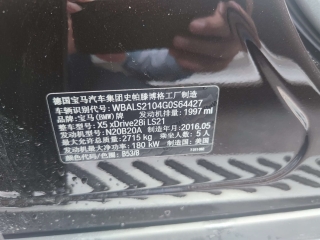 德国宝马汽车集团史帕滕博格工厂制造
车辆识别代号: WBALS2104G0S64427
品牌: 宝马(BMW)牌 发动机排量: 1997 ml
整车型号: X5 xDrive28i LS21
发动机型号: N20B20A 制造年月: 2016.05
最大允许总质量: 2715 kg 乘坐人数: 5 人
发动机最大净功率: 180 kW 制造国: 美国
颜色代码/色漆: B53/B